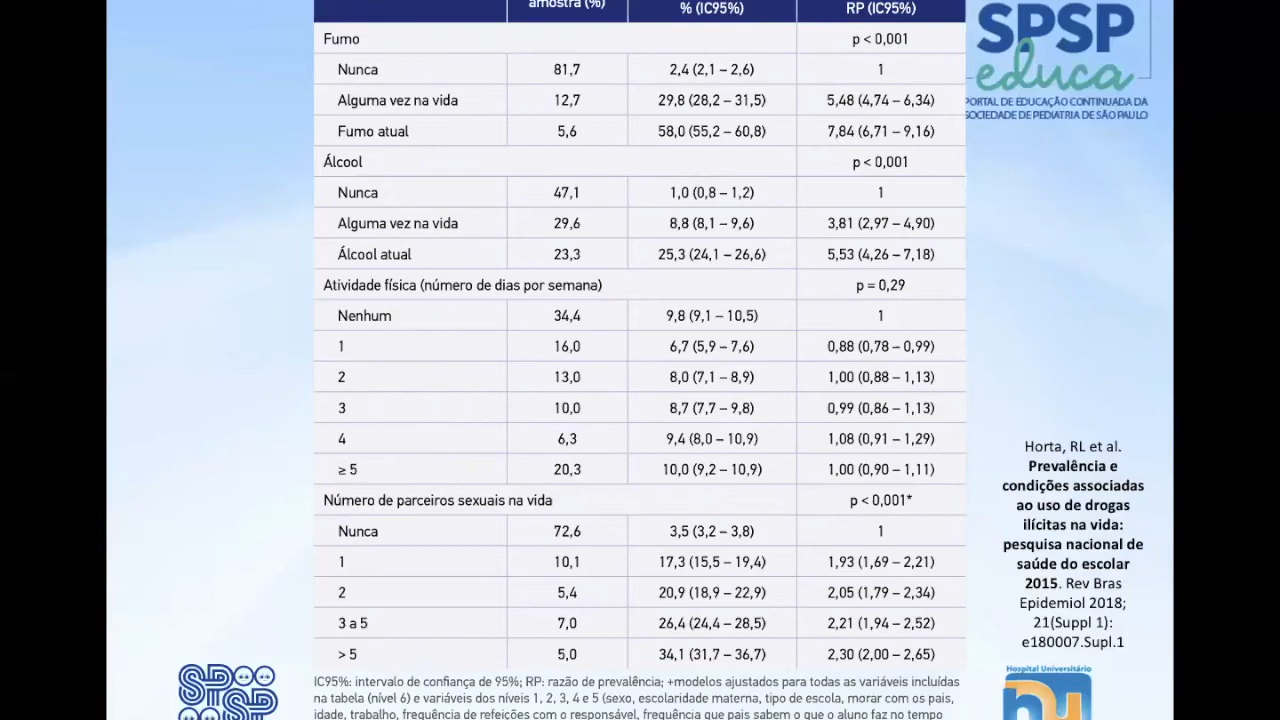 amostra (%) % (IC95%) RP (IC95%)
Fumo p < 0,001
Nunca 81,7 2,4 (2,1 – 2,6) 1
Alguma vez na vida 12,7 29,8 (28,2 – 31,5) 5,48 (4,74 – 6,34)
Fumo atual 5,6 58,0 (55,2 – 60,8) 7,84 (6,71 – 9,16)
Álcool p < 0,001
Nunca 47,1 1,0 (0,8 – 1,2) 1
Alguma vez na vida 29,6 8,8 (8,1 – 9,6) 3,81 (2,97 – 4,90)
Álcool atual 23,3 25,3 (24,1 – 26,6) 5,53 (4,26 – 7,18)
Atividade física (número de dias por semana) p = 0,29
Nenhum 34,4 9,8 (9,1 – 10,5) 1
1 16,0 6,7 (5,9 – 7,6) 0,88 (0,78 – 0,99)
2 13,0 8,0 (7,1 – 8,9) 1,00 (0,88 – 1,13)
3 10,0 8,7 (7,7 – 9,8) 0,99 (0,86 – 1,13)
4 6,3 9,4 (8,0 – 10,9) 1,08 (0,91 – 1,29)
≥ 5 20,3 10,0 (9,2 – 10,9) 1,00 (0,90 – 1,11)
Número de parceiros sexuais na vida p < 0,001*
Nunca 72,6 3,5 (3,2 – 3,8) 1
1 10,1 17,3 (15,5 – 19,4) 1,93 (1,69 – 2,21)
2 5,4 20,9 (18,9 – 22,9) 2,05 (1,79 – 2,34)
3 a 5 7,0 26,4 (24,4 – 28,5) 2,21 (1,94 – 2,52)
> 5 5,0 34,1 (31,7 – 36,7) 2,30 (2,00 – 2,65)
IC95%: intervalo de confiança de 95%; RP: razão de prevalência; +modelos ajustados para todas as variáveis incluídas
na tabela (nível 6) e variáveis dos níveis 1, 2, 3, 4 e 5 (sexo, escolaridade materna, tipo de escola, morar com os pais,
idade, trabalho, frequência de refeições com o responsável, frequência que pais sabem o que o aluno faz no tempo
SPSP
educa
PORTAL DE EDUCAÇÃO CONTINUADA DA
SOCIEDADE DE PEDIATRIA DE SÃO PAULO
Horta, RL et al.
Prevalência e
condições associadas
ao uso de drogas
ilícitas na vida:
pesquisa nacional de
saúde do escolar
2015. Rev Bras
Epidemiol 2018;
21(Suppl 1):
e180007.Supl.1
SP
SP
Hospital Universitário